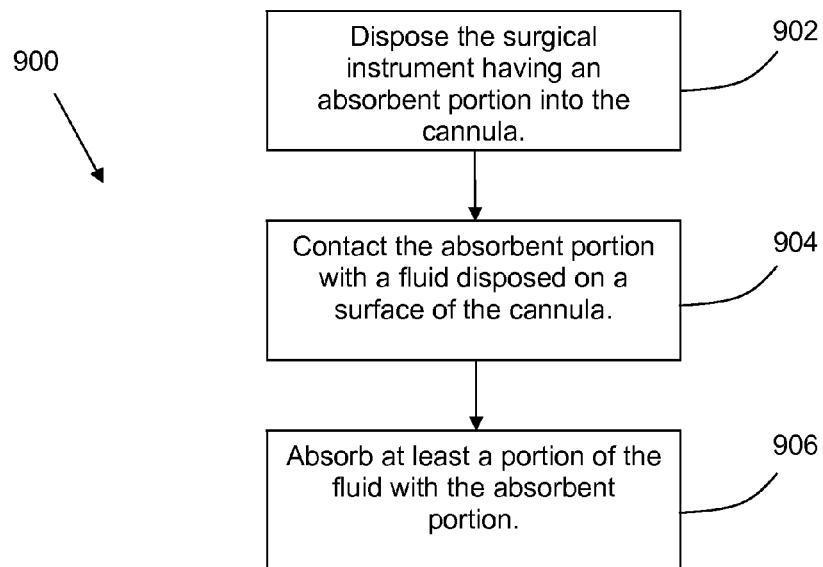 900
Dispose the surgical
instrument having an
absorbent portion into the
cannula.
902
Contact the absorbent portion
with a fluid disposed on a
surface of the cannula.
904
Absorb at least a portion of the
fluid with the absorbent
portion.
906